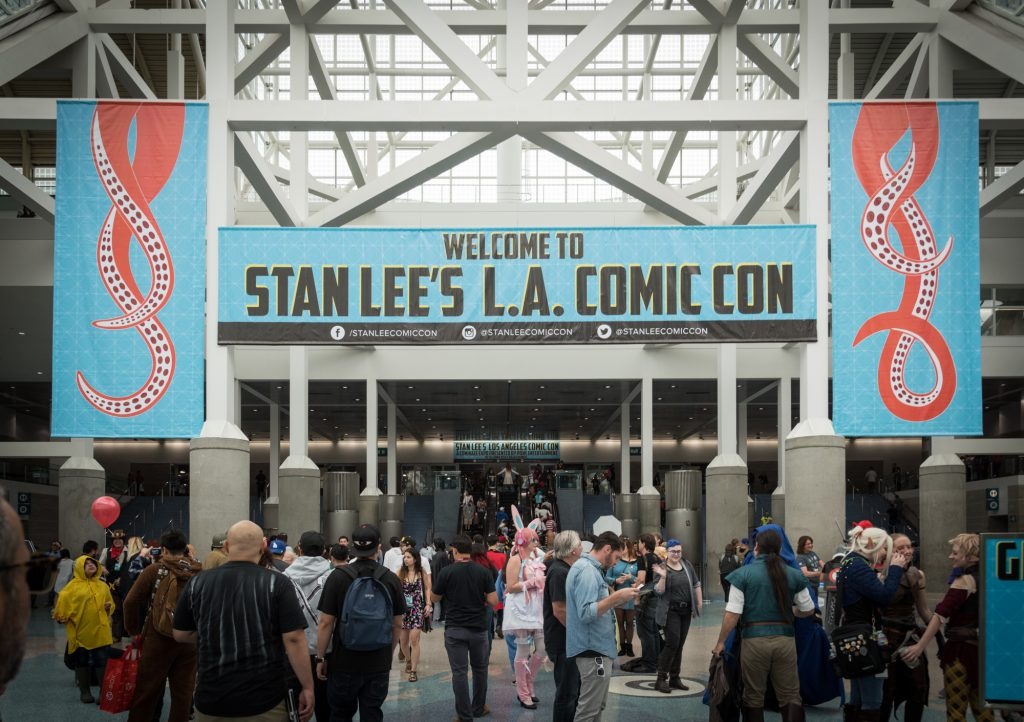 WELCOME TO
STAN LEE'S L.A. COMIC CON
/STANLEECOMICCON @STANLEECOMICCON @STANLEECOMICCON
STAN LEE'S LOS ANGELES COMIC CON
G